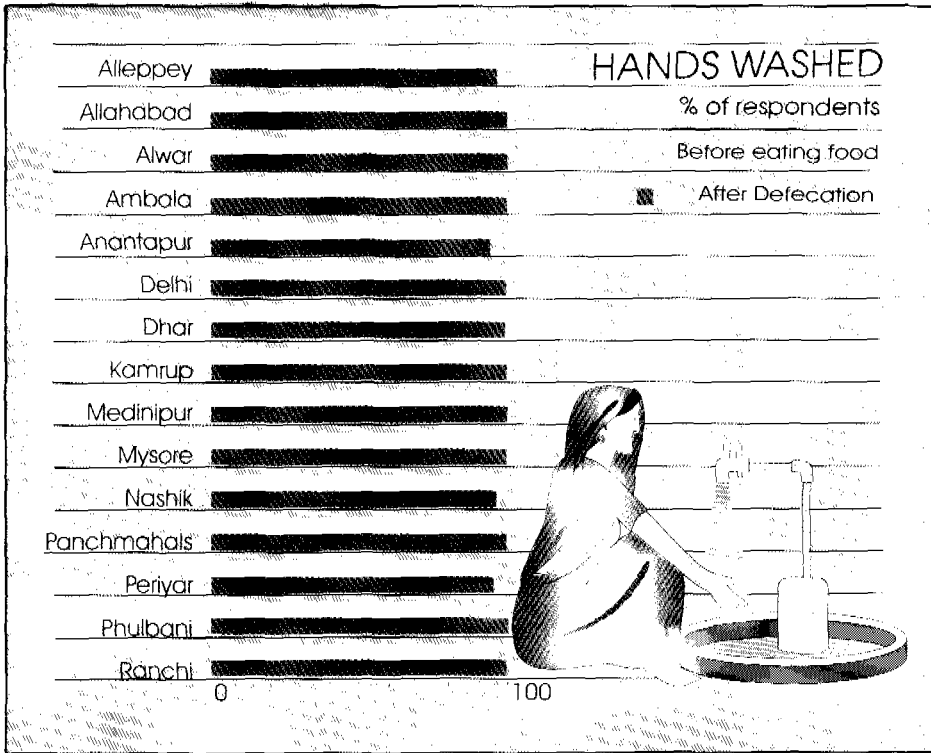 HANDS WASHED
% of respondents
Before eating food
After Defecation
Alleppey
Allahabad
Alwar
Ambala
Anantapur
Delhi
Dhar
Kamrup
Medinipur
Mysore
Nashik
Panchmahals
Periyar
Phulbani
Ranchi
0 100